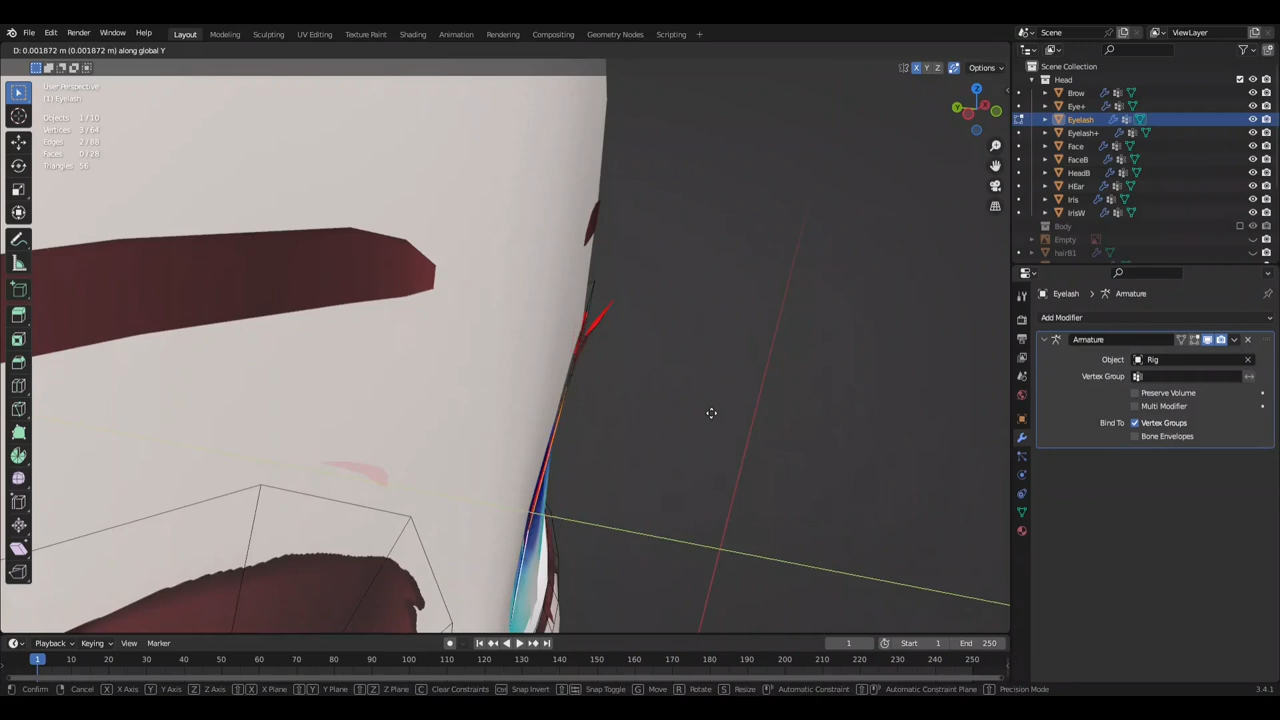 File Edit Render Window Help
Layout Modeling Sculpting UV Editing Texture Paint Shading Animation Rendering Compositing Geometry Nodes Scripting +
Scene ViewLayer
D: 0.001872 m (0.001872 m) along global Y
X Y Z Options
User Perspective
(1) Eyelash
Objects 1/10
Vertices 3/64
Edges 2/88
Faces 0/28
Triangles 56
Z
Y
X
Scene Collection
Head
Brow
Eye+
Eyelash
Eyelash+
Face
FaceB
HeadB
HEar
Iris
IrisW
Body
Empty
hairB1
Eyelash > Armature
Add Modifier
Armature
Object Rig
Vertex Group
Preserve Volume
Multi Modifier
Bind To Vertex Groups
Bone Envelopes
Playback Keying View Marker
1 Start 1 End 250
1 10 20 30 40 50 60 70 80 90 100 110 120 130 140 150 160 170 180 190 200 210 220 230 240 250
Confirm Cancel X X Axis Y Y Axis Z Z Axis X X Plane Y Y Plane Z Z Plane C Clear Constraints Ctrl Snap Invert Snap Toggle G Move R Rotate S Resize Automatic Constraint Automatic Constraint Plane Precision Mode 3.4.1